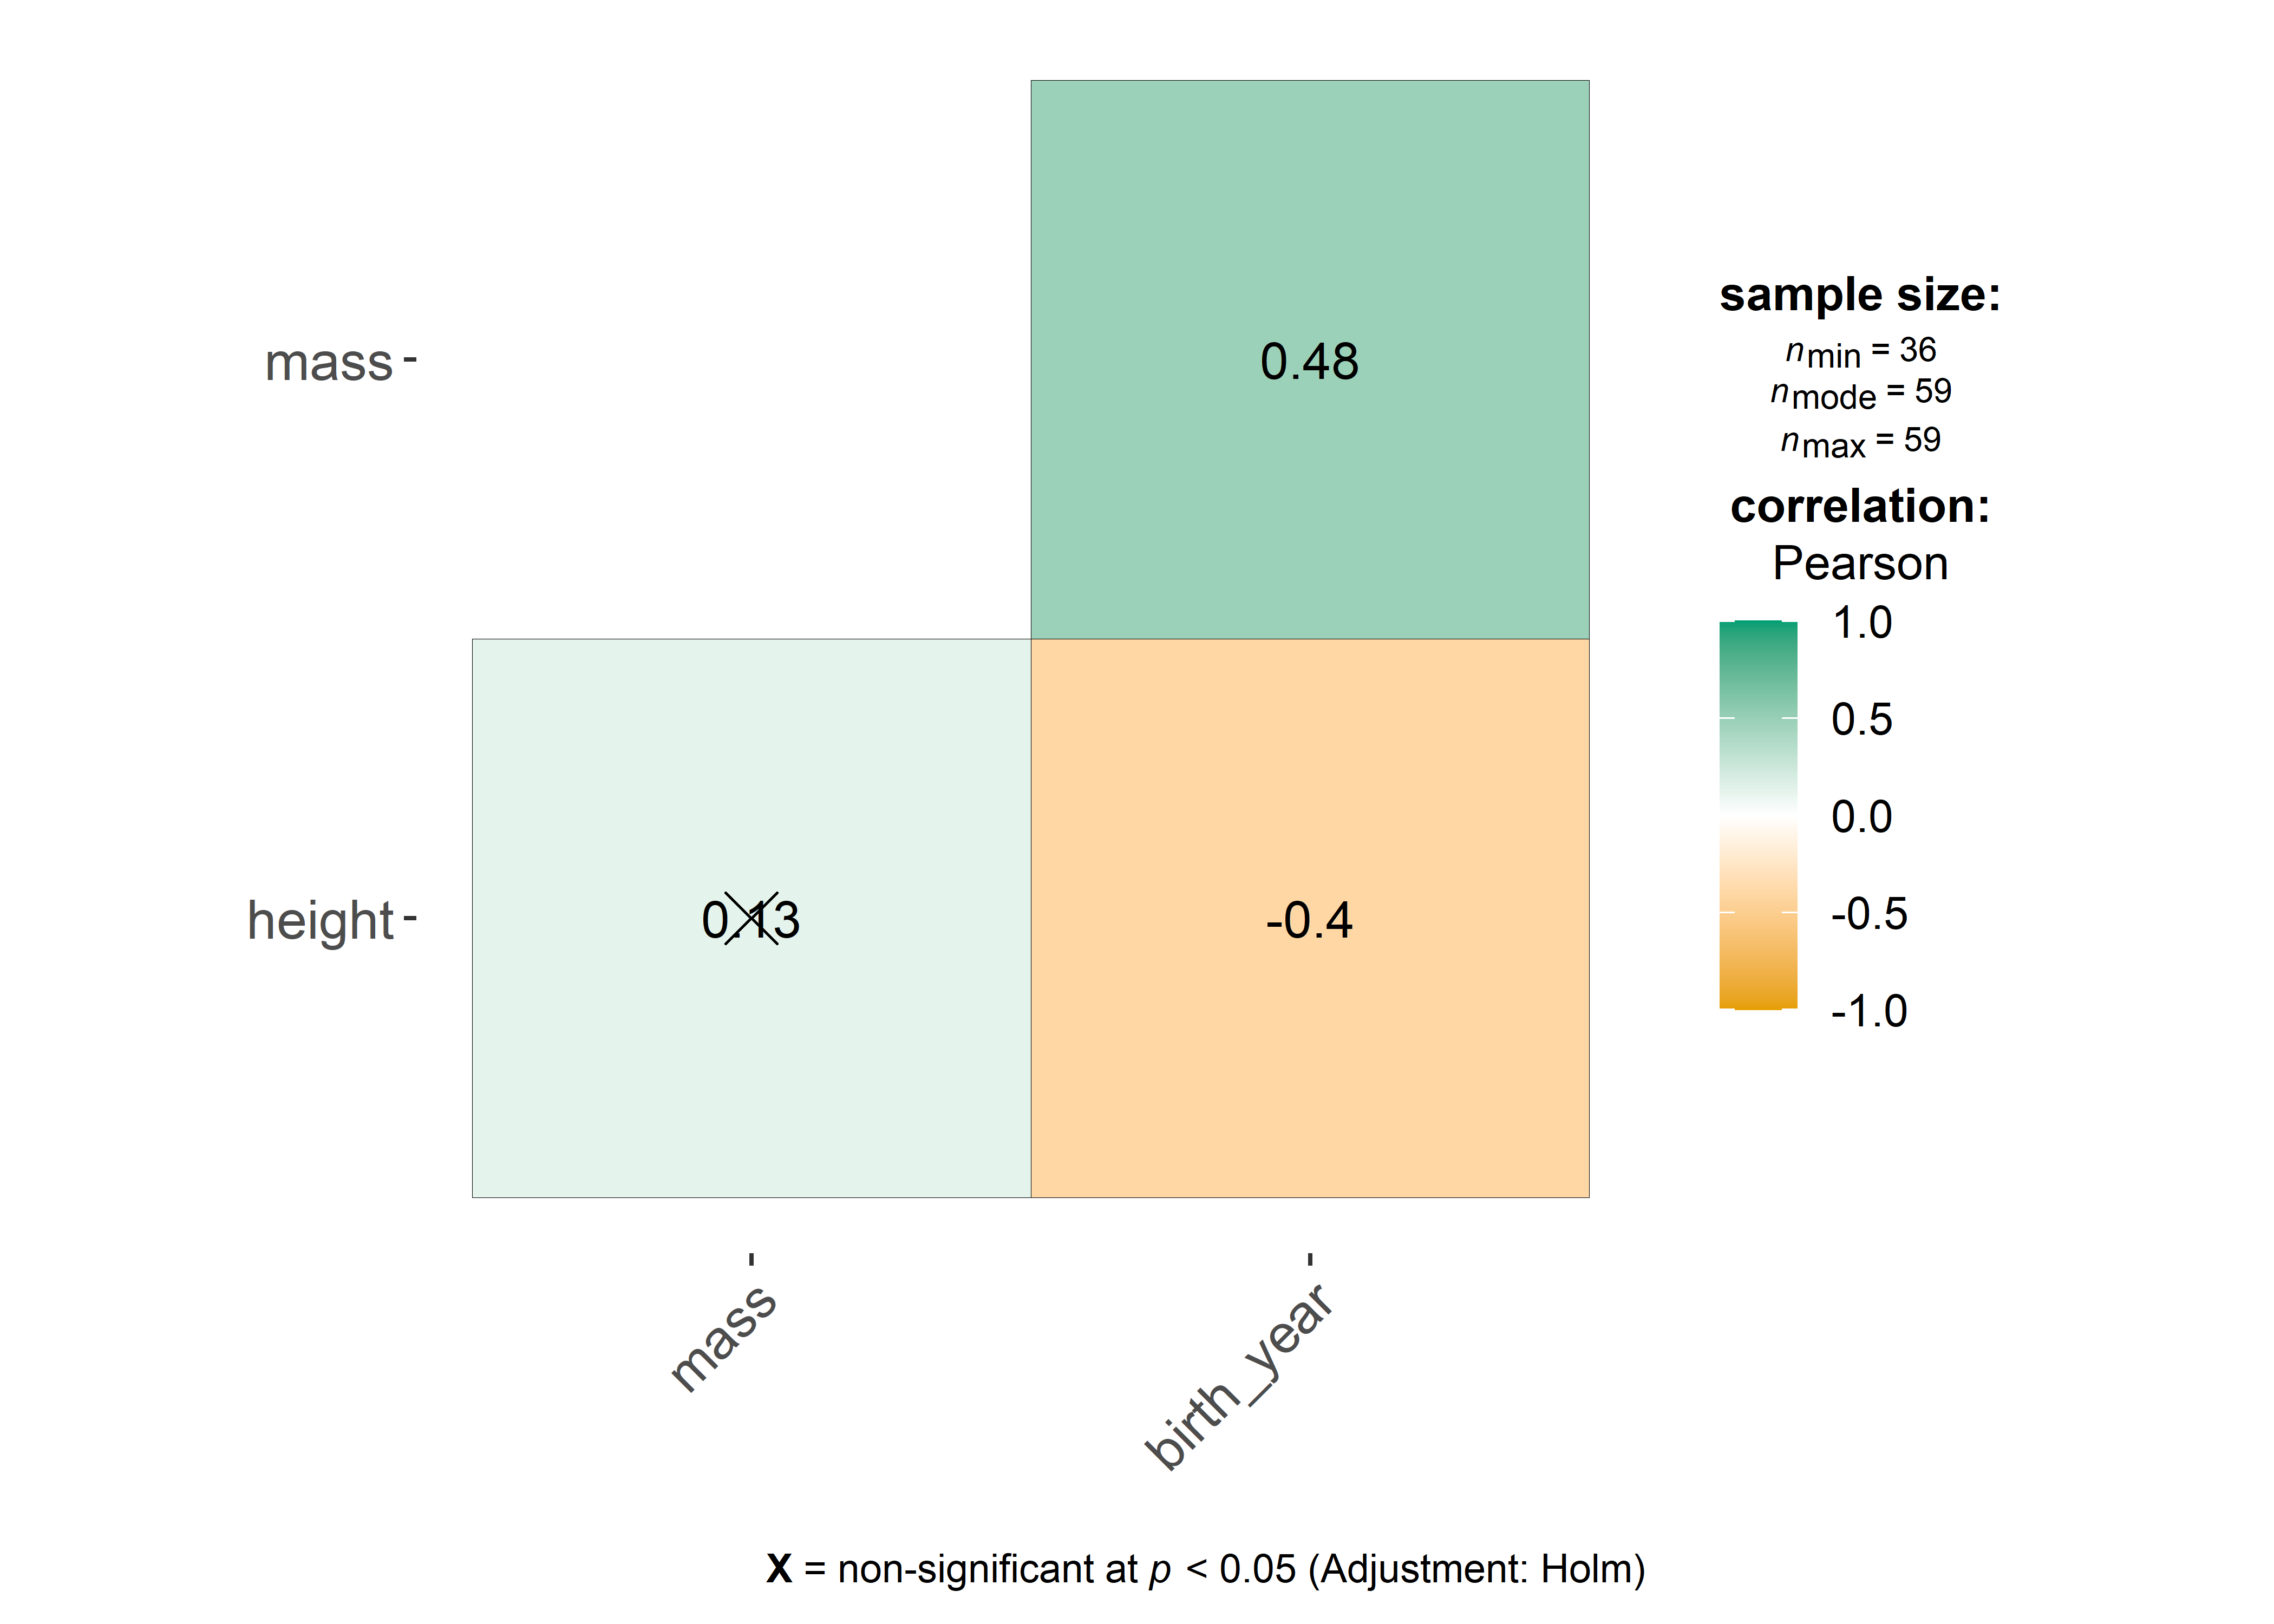 mass
0.48
height
0.13
-0.4
mass
birth_year
sample size:
nmin = 36
nmode = 59
nmax = 59
correlation:
Pearson
1.0
0.5
0.0
-0.5
-1.0
X = non-significant at p < 0.05 (Adjustment: Holm)